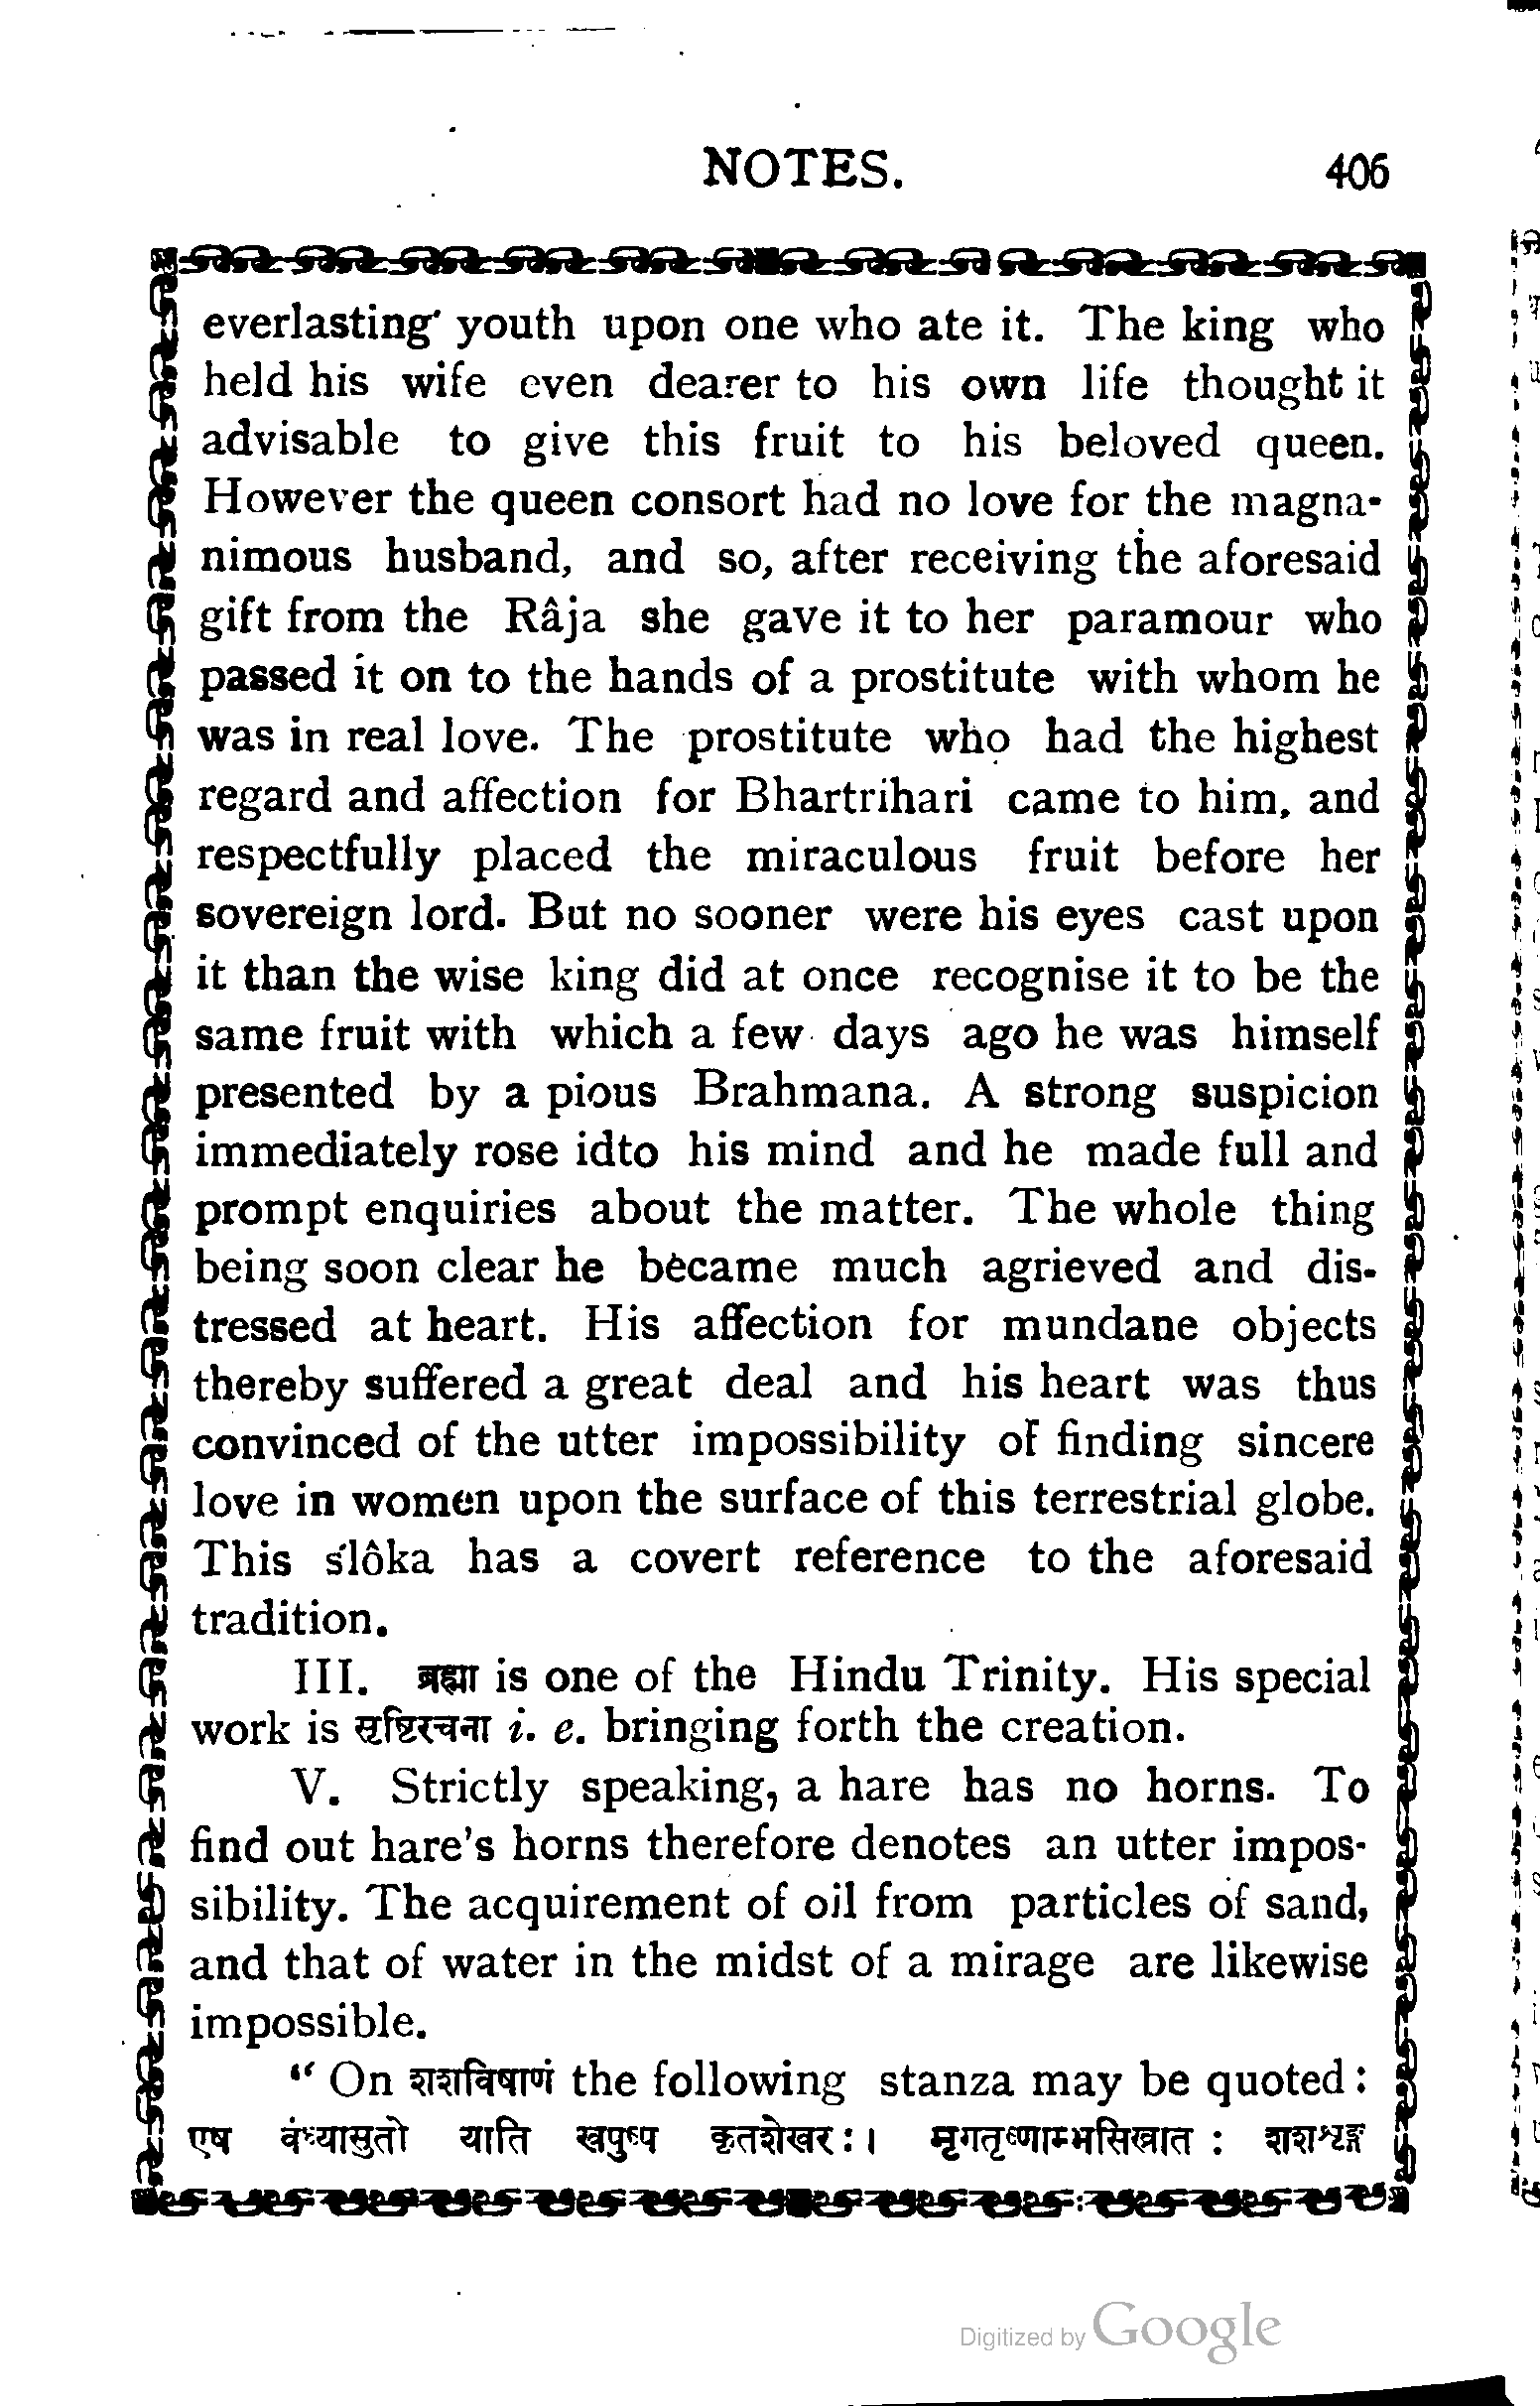 NOTES. 406
everlasting youth upon one who ate it. The king who
held his wife even dearer to his own life thought it
advisable to give this fruit to his beloved queen.
However the queen consort had no love for the magna-
nimous husband, and so, after receiving the aforesaid
gift from the Râja she gave it to her paramour who
passed it on to the hands of a prostitute with whom he
was in real love. The prostitute who had the highest
regard and affection for Bhartrihari came to him, and
respectfully placed the miraculous fruit before her
sovereign lord. But no sooner were his eyes cast upon
it than the wise king did at once recognise it to be the
same fruit with which a few days ago he was himself
presented by a pious Brahmana. A strong suspicion
immediately rose idto his mind and he made full and
prompt enquiries about the matter. The whole thing
being soon clear he became much agrieved and dis-
tressed at heart. His affection for mundane objects
thereby suffered a great deal and his heart was thus
convinced of the utter impossibility of finding sincere
love in women upon the surface of this terrestrial globe.
This s'lôka has a covert reference to the aforesaid
tradition.
III. ब्रह्मा is one of the Hindu Trinity. His special
work is सृष्टिरचना i. e. bringing forth the creation.
V. Strictly speaking, a hare has no horns. To
find out hare's horns therefore denotes an utter impos-
sibility. The acquirement of oil from particles of sand,
and that of water in the midst of a mirage are likewise
impossible.
“ On शशविषाणं the following stanza may be quoted:
एष वंध्यासुतो याति खपुष्प कृतशेखरः। मृगतृष्णाम्भसिस्नात : शशशृङ्ग
Digitized by Google